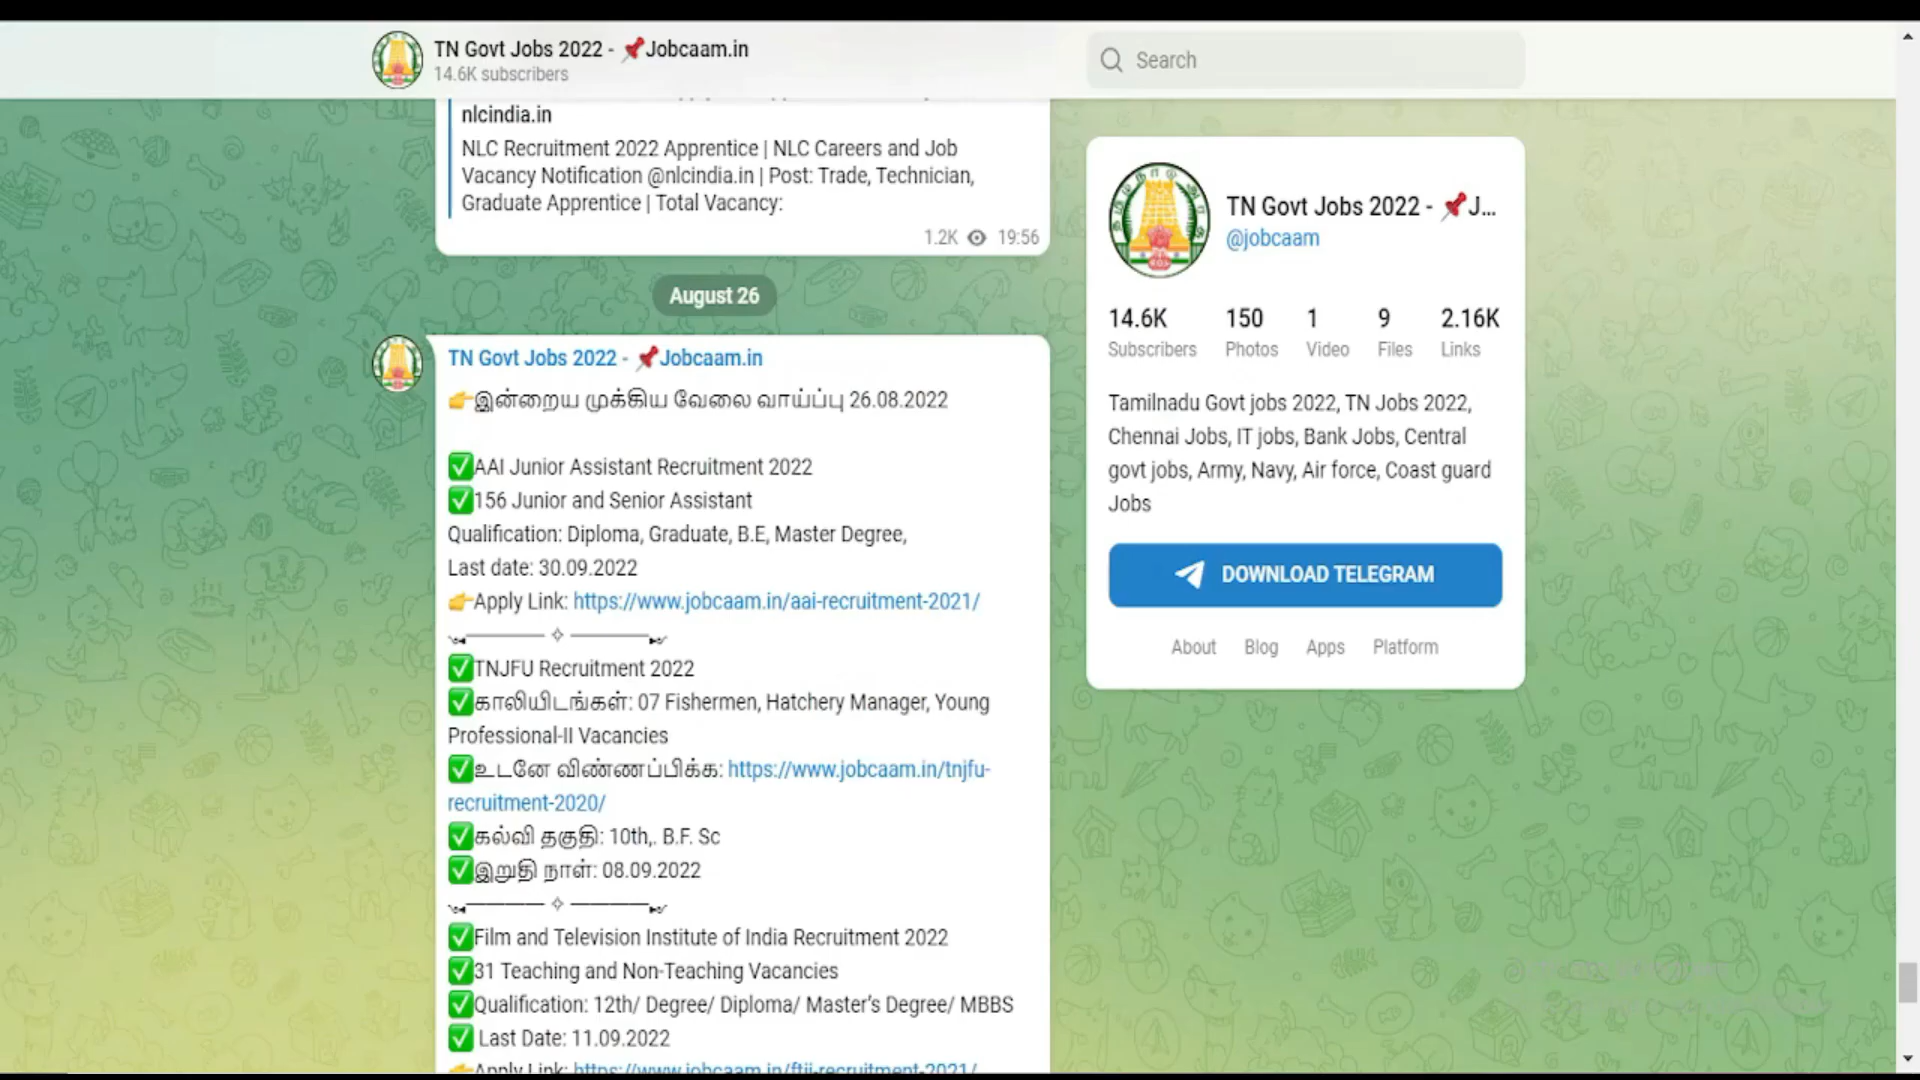 TN Govt Jobs 2022 - 📌Jobcaam.in
14.6K subscribers
Search
nlcindia.in
NLC Recruitment 2022 Apprentice | NLC Careers and Job
Vacancy Notification @nlcindia.in | Post: Trade, Technician,
Graduate Apprentice | Total Vacancy:
1.2K 19:56
August 26
TN Govt Jobs 2022 - 📌Jobcaam.in
👉இன்றைய முக்கிய வேலை வாய்ப்பு 26.08.2022
✅AAI Junior Assistant Recruitment 2022
✅156 Junior and Senior Assistant
Qualification: Diploma, Graduate, B.E, Master Degree,
Last date: 30.09.2022
👉Apply Link: https://www.jobcaam.in/aai-recruitment-2021/
✅TNJFU Recruitment 2022
✅காலியிடங்கள்: 07 Fishermen, Hatchery Manager, Young
Professional-II Vacancies
✅உடனே விண்ணப்பிக்க: https://www.jobcaam.in/tnjfu-
recruitment-2020/
✅கல்வி தகுதி: 10th,. B.F. Sc
✅இறுதி நாள்: 08.09.2022
✅Film and Television Institute of India Recruitment 2022
✅31 Teaching and Non-Teaching Vacancies
✅Qualification: 12th/ Degree/ Diploma/ Master's Degree/ MBBS
✅ Last Date: 11.09.2022
👉Apply Link: https://www.jobcaam.in/ftii-recruitment-2021/
TN Govt Jobs 2022 - 📌J...
@jobcaam
14.6K 150 1 9 2.16K
Subscribers Photos Video Files Links
Tamilnadu Govt jobs 2022, TN Jobs 2022,
Chennai Jobs, IT jobs, Bank Jobs, Central
govt jobs, Army, Navy, Air force, Coast guard
Jobs
DOWNLOAD TELEGRAM
About Blog Apps Platform